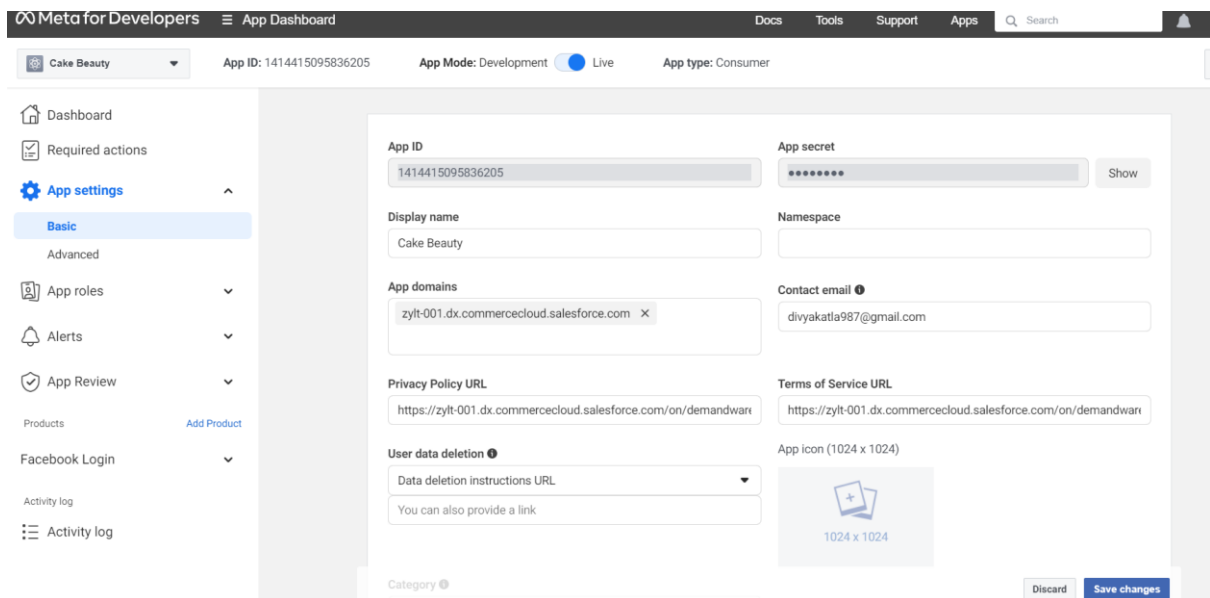 Meta for Developers ☰ App Dashboard Docs Tools Support Apps Search
Cake Beauty App ID: 1414415095836205 App Mode: Development Live App type: Consumer
Dashboard
Required actions
App settings
Basic
Advanced
App roles
Alerts
App Review
Products Add Product
Facebook Login
Activity log
Activity log
App ID
1414415095836205
App secret
●●●●●●●● Show
Display name
Cake Beauty
Namespace
App domains
zylt-001.dx.commercecloud.salesforce.com ✕
Contact email
divyakatla987@gmail.com
Privacy Policy URL
https://zylt-001.dx.commercecloud.salesforce.com/on/demandware
Terms of Service URL
https://zylt-001.dx.commercecloud.salesforce.com/on/demandware
User data deletion
Data deletion instructions URL
You can also provide a link
App icon (1024 x 1024)
1024 x 1024
Category
Discard Save changes